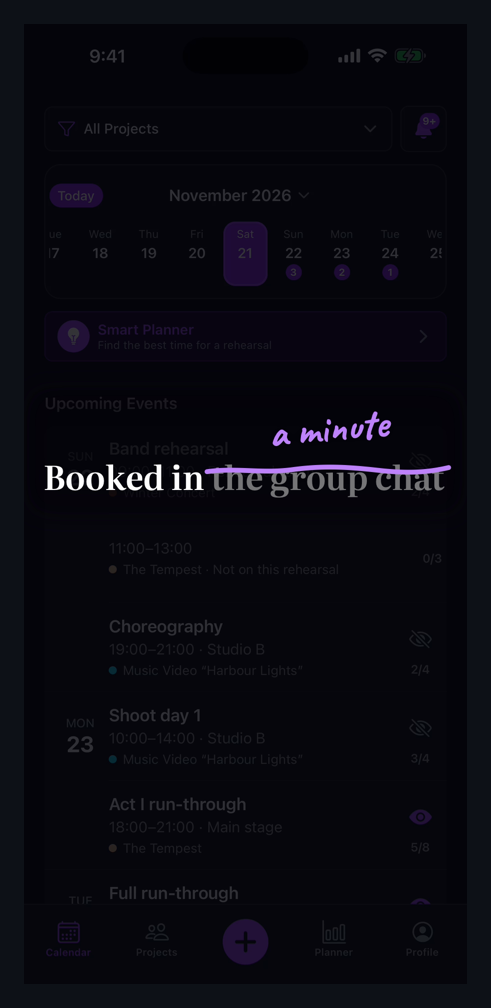 9:41
All Projects
9+
Today
November 2026
ue Wed Thu Fri Sat Sun Mon Tue We
17 18 19 20 21 22 23 24 25
3 2 1
Smart Planner
Find the best time for a rehearsal
Upcoming Events
SUN
Band rehearsal
a minute
Booked in the group chat
11:00–13:00
The Tempest · Not on this rehearsal
0/3
Choreography
19:00–21:00 · Studio B
Music Video "Harbour Lights"
2/4
MON
23
Shoot day 1
10:00–14:00 · Studio B
Music Video "Harbour Lights"
3/4
Act I run-through
18:00–21:00 · Main stage
The Tempest
5/8
TUE
Full run-through
Calendar
Projects
Planner
Profile